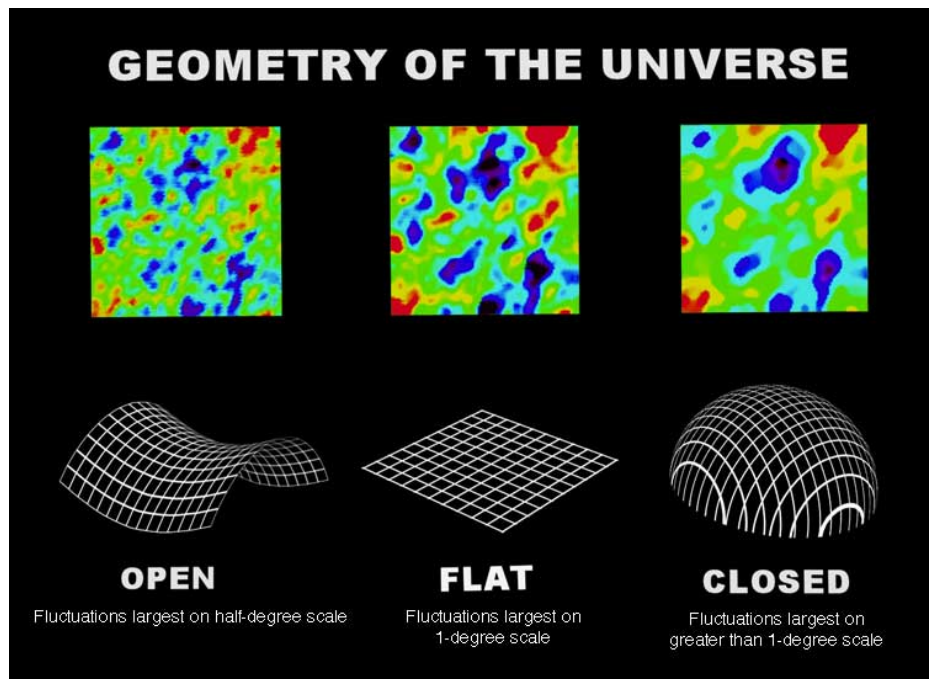 GEOMETRY OF THE UNIVERSE
OPEN
Fluctuations largest on half-degree scale
FLAT
Fluctuations largest on
1-degree scale
CLOSED
Fluctuations largest on
greater than 1-degree scale